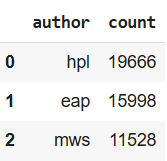 author count
0 hpl 19666
1 eap 15998
2 mws 11528